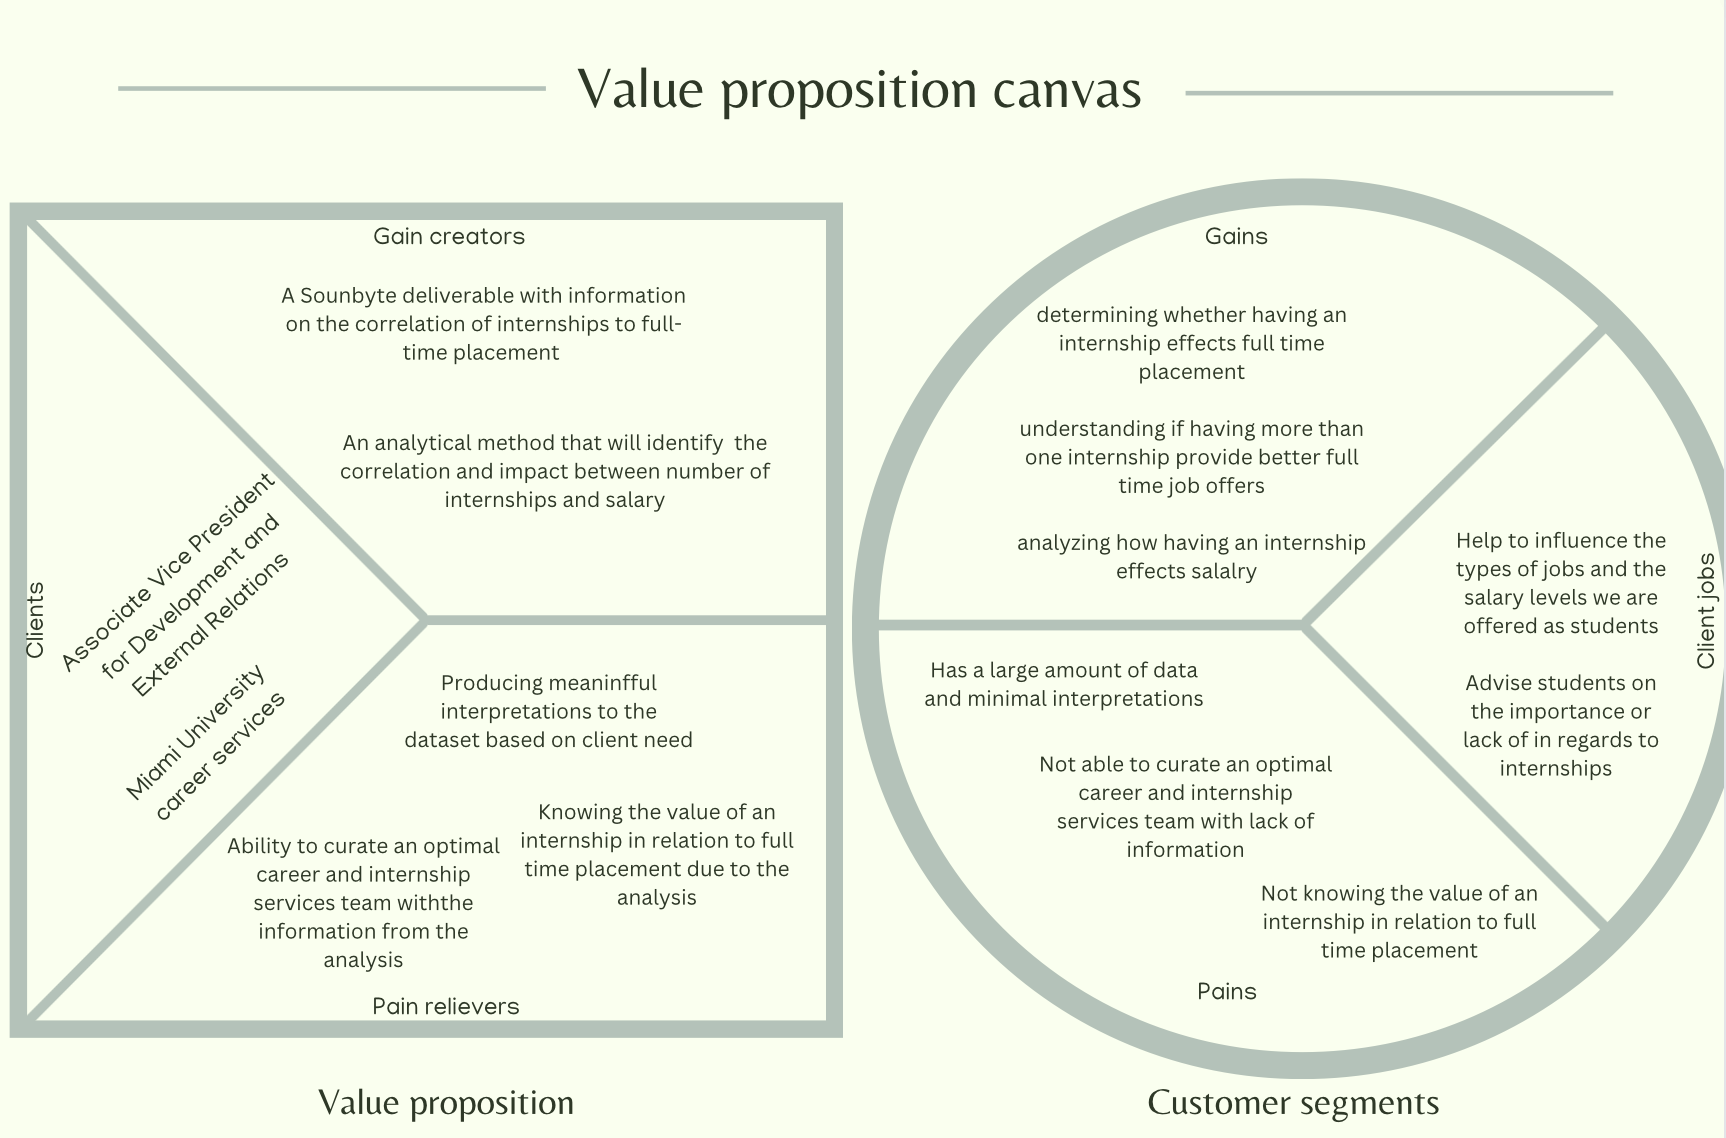 Value proposition canvas
Gain creators
A Sounbyte deliverable with information
on the correlation of internships to full-
time placement
An analytical method that will identify  the
correlation and impact between number of
internships and salary
Clients
Associate Vice President
for Development and
External Relations
Miami University
career services
Producing meaninfful
interpretations to the
dataset based on client need
Knowing the value of an
internship in relation to full
time placement due to the
analysis
Ability to curate an optimal
career and internship
services team withthe
information from the
analysis
Pain relievers
Value proposition
Gains
determining whether having an
internship effects full time
placement
understanding if having more than
one internship provide better full
time job offers
analyzing how having an internship
effects salalry
Help to influence the
types of jobs and the
salary levels we are
offered as students
Advise students on
the importance or
lack of in regards to
internships
Client jobs
Has a large amount of data
and minimal interpretations
Not able to curate an optimal
career and internship
services team with lack of
information
Not knowing the value of an
internship in relation to full
time placement
Pains
Customer segments